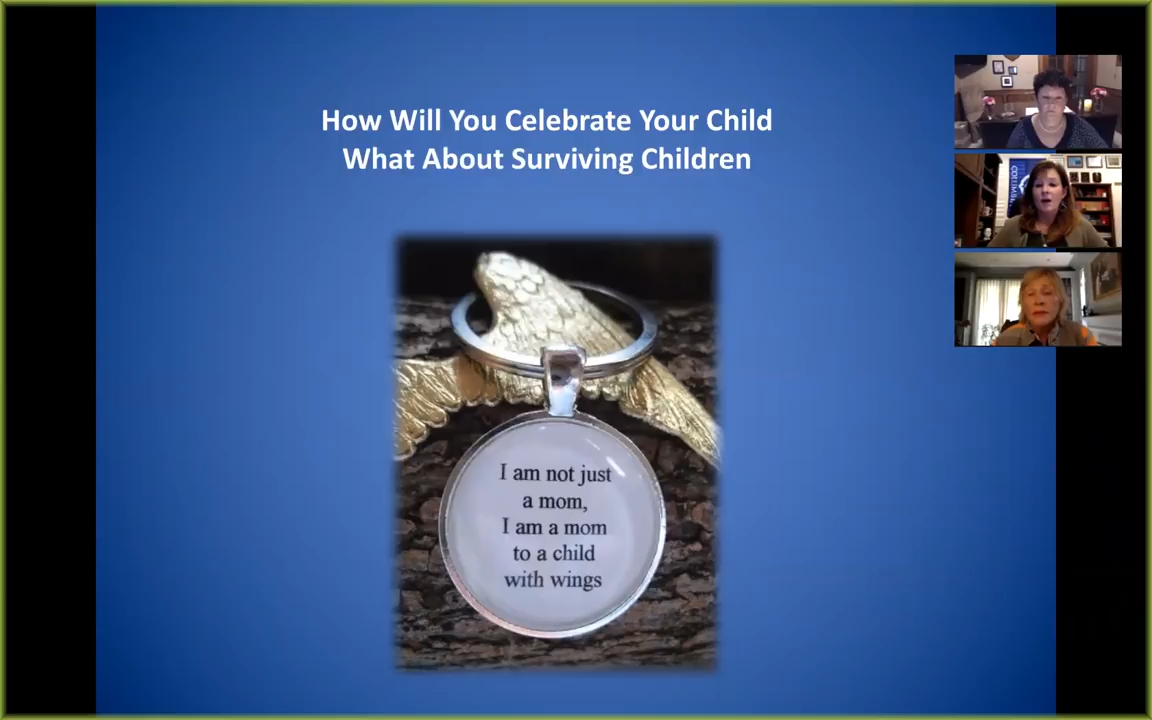 How Will You Celebrate Your Child
What About Surviving Children
I am not just
a mom,
I am a mom
to a child
with wings